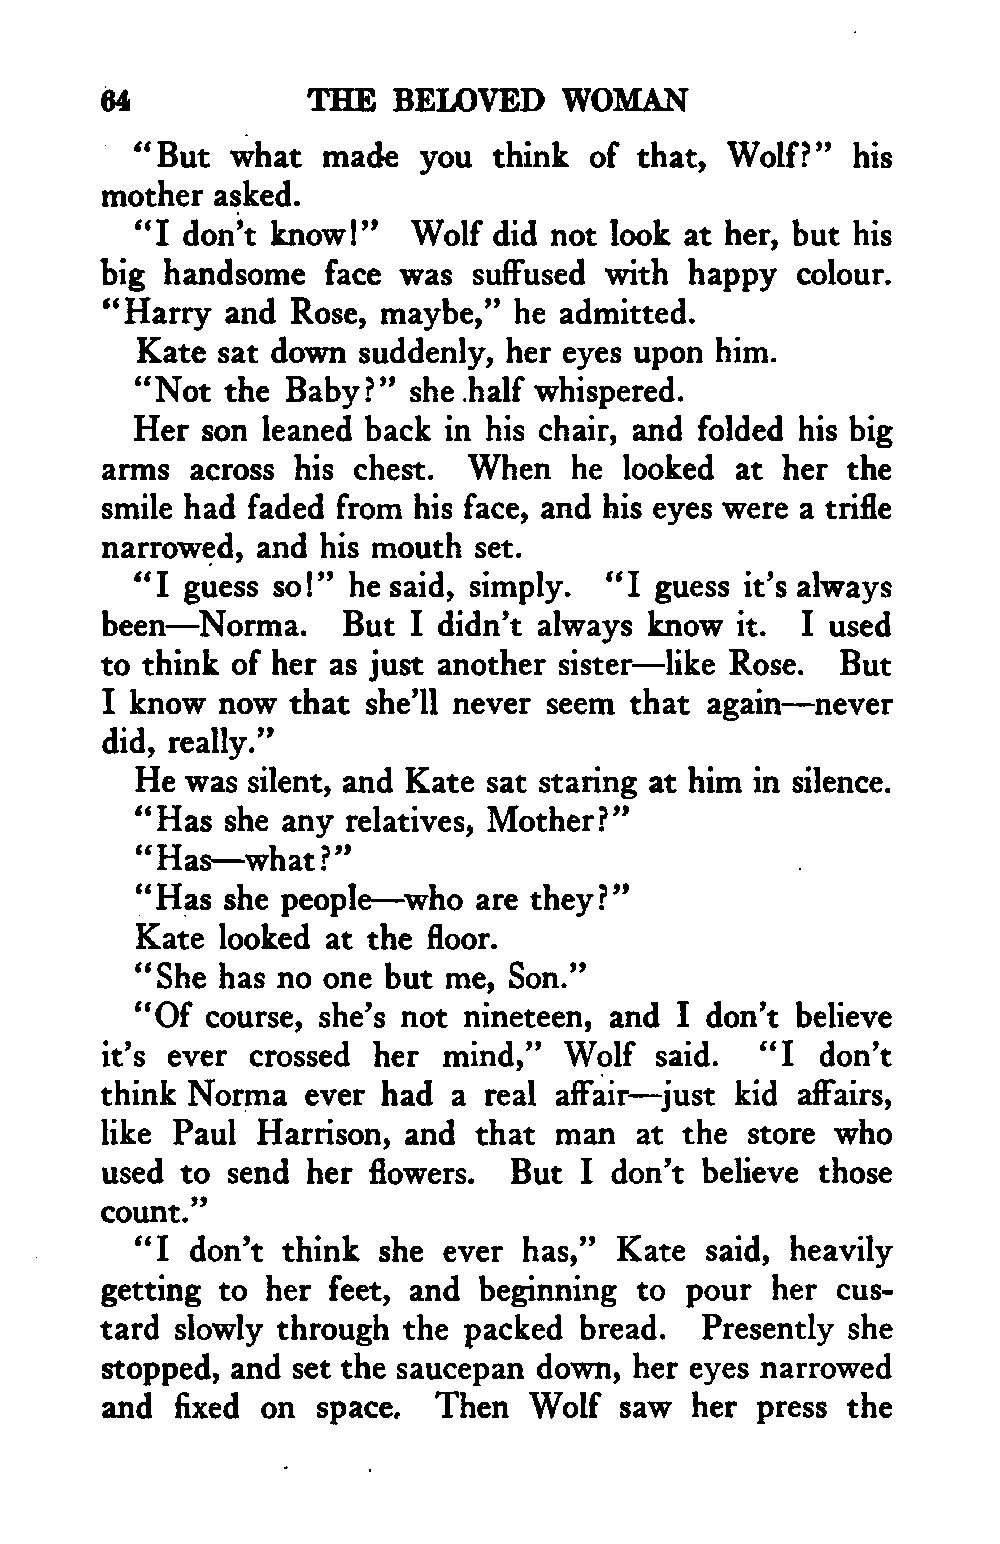 64 THE BELOVED WOMAN
"But what made you think of that, Wolf?" his
mother asked.
"I don't know!" Wolf did not look at her, but his
big handsome face was suffused with happy colour.
"Harry and Rose, maybe," he admitted.
Kate sat down suddenly, her eyes upon him.
"Not the Baby?" she half whispered.
Her son leaned back in his chair, and folded his big
arms across his chest. When he looked at her the
smile had faded from his face, and his eyes were a trifle
narrowed, and his mouth set.
"I guess so!" he said, simply. "I guess it's always
been—Norma. But I didn't always know it. I used
to think of her as just another sister—like Rose. But
I know now that she'll never seem that again—never
did, really."
He was silent, and Kate sat staring at him in silence.
"Has she any relatives, Mother?"
"Has—what?"
"Has she people—who are they?"
Kate looked at the floor.
"She has no one but me, Son."
"Of course, she's not nineteen, and I don't believe
it's ever crossed her mind," Wolf said. "I don't
think Norma ever had a real affair—just kid affairs,
like Paul Harrison, and that man at the store who
used to send her flowers. But I don't believe those
count."
"I don't think she ever has," Kate said, heavily
getting to her feet, and beginning to pour her cus-
tard slowly through the packed bread. Presently she
stopped, and set the saucepan down, her eyes narrowed
and fixed on space. Then Wolf saw her press the